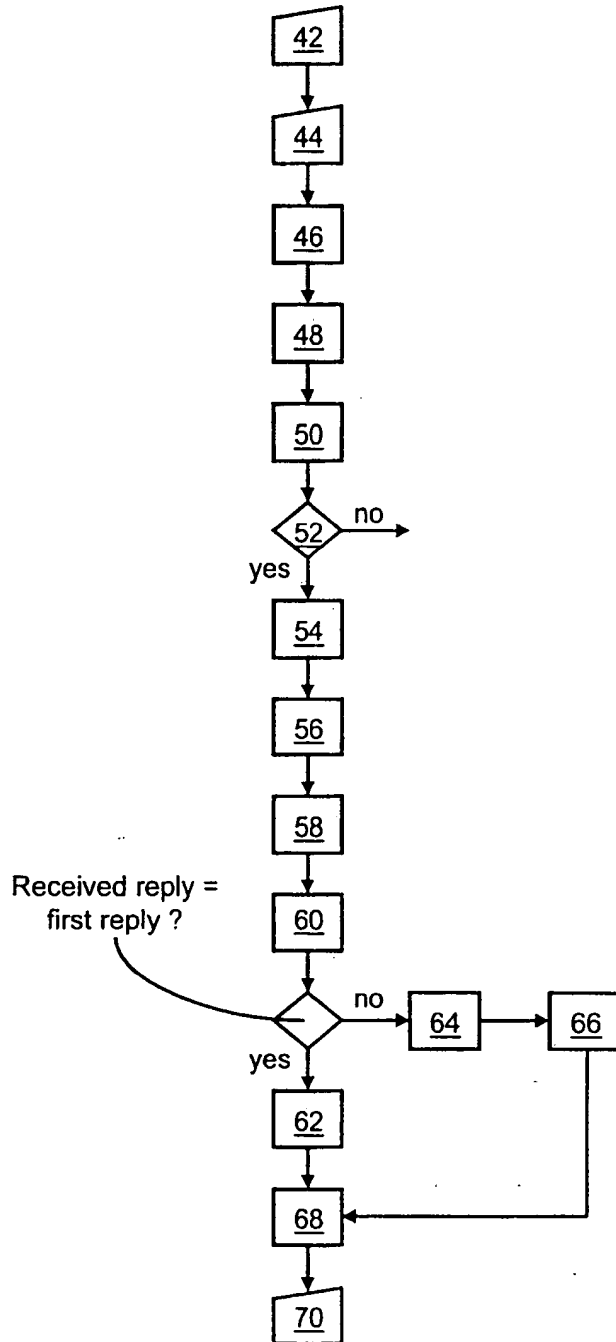 42
44
46
48
50
52
no
yes
54
56
58
Received reply =
first reply ?
60
no
64
66
yes
62
68
70